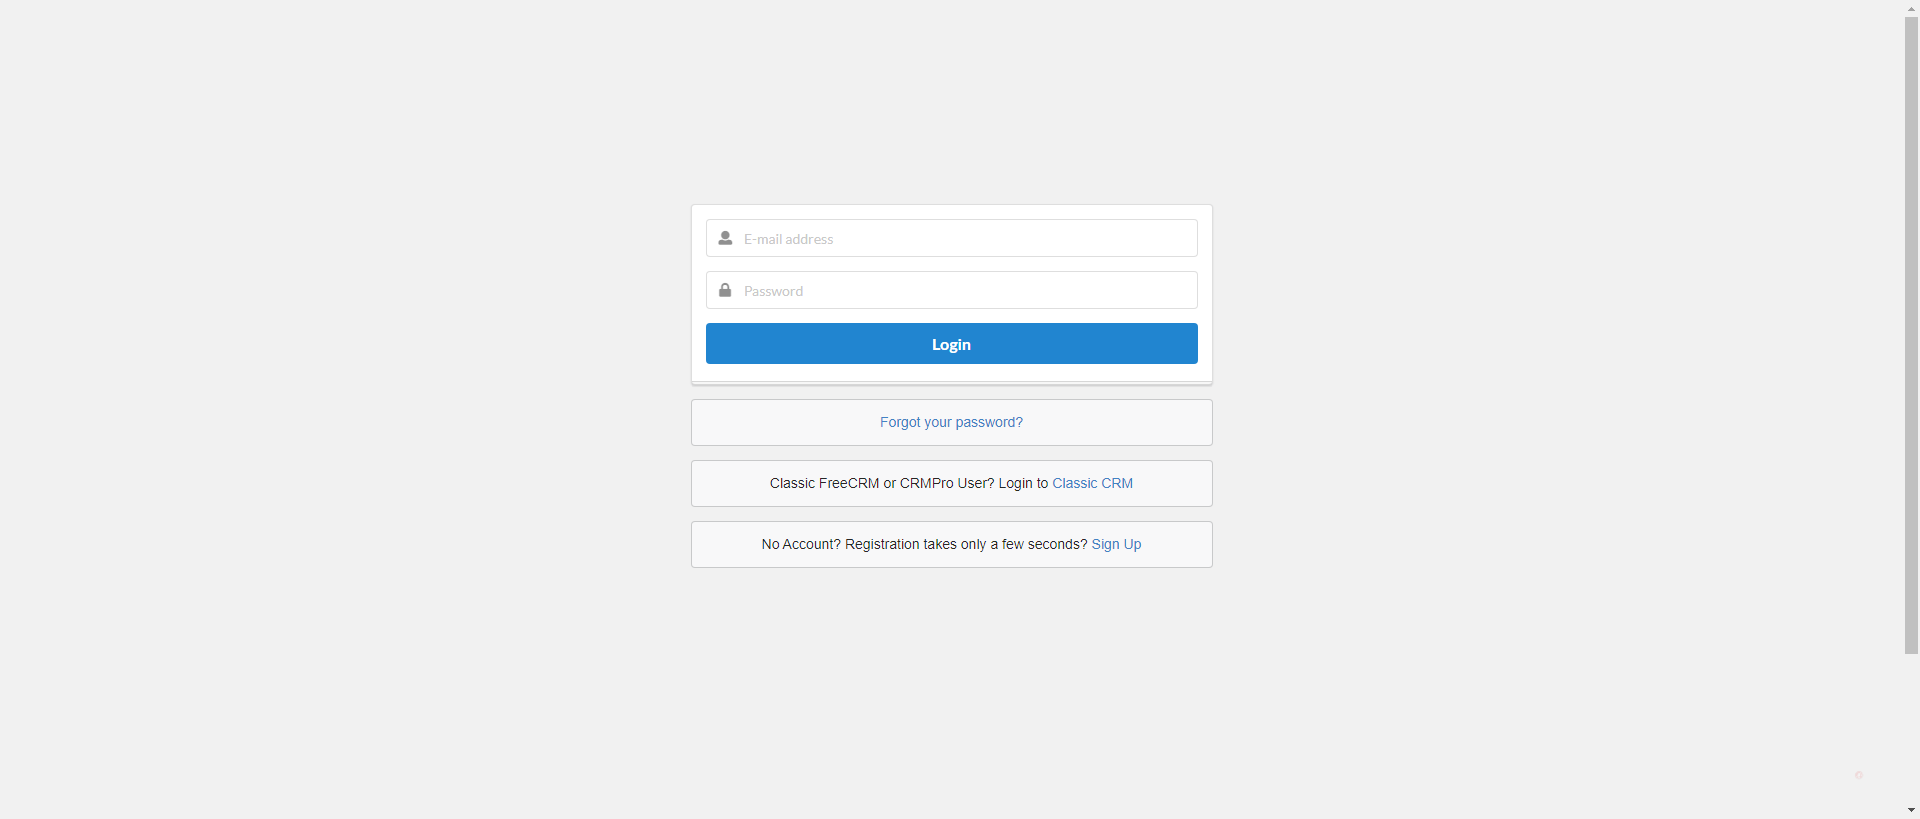 E-mail address
Password
Login
Forgot your password?
Classic FreeCRM or CRMPro User? Login to Classic CRM
No Account? Registration takes only a few seconds? Sign Up